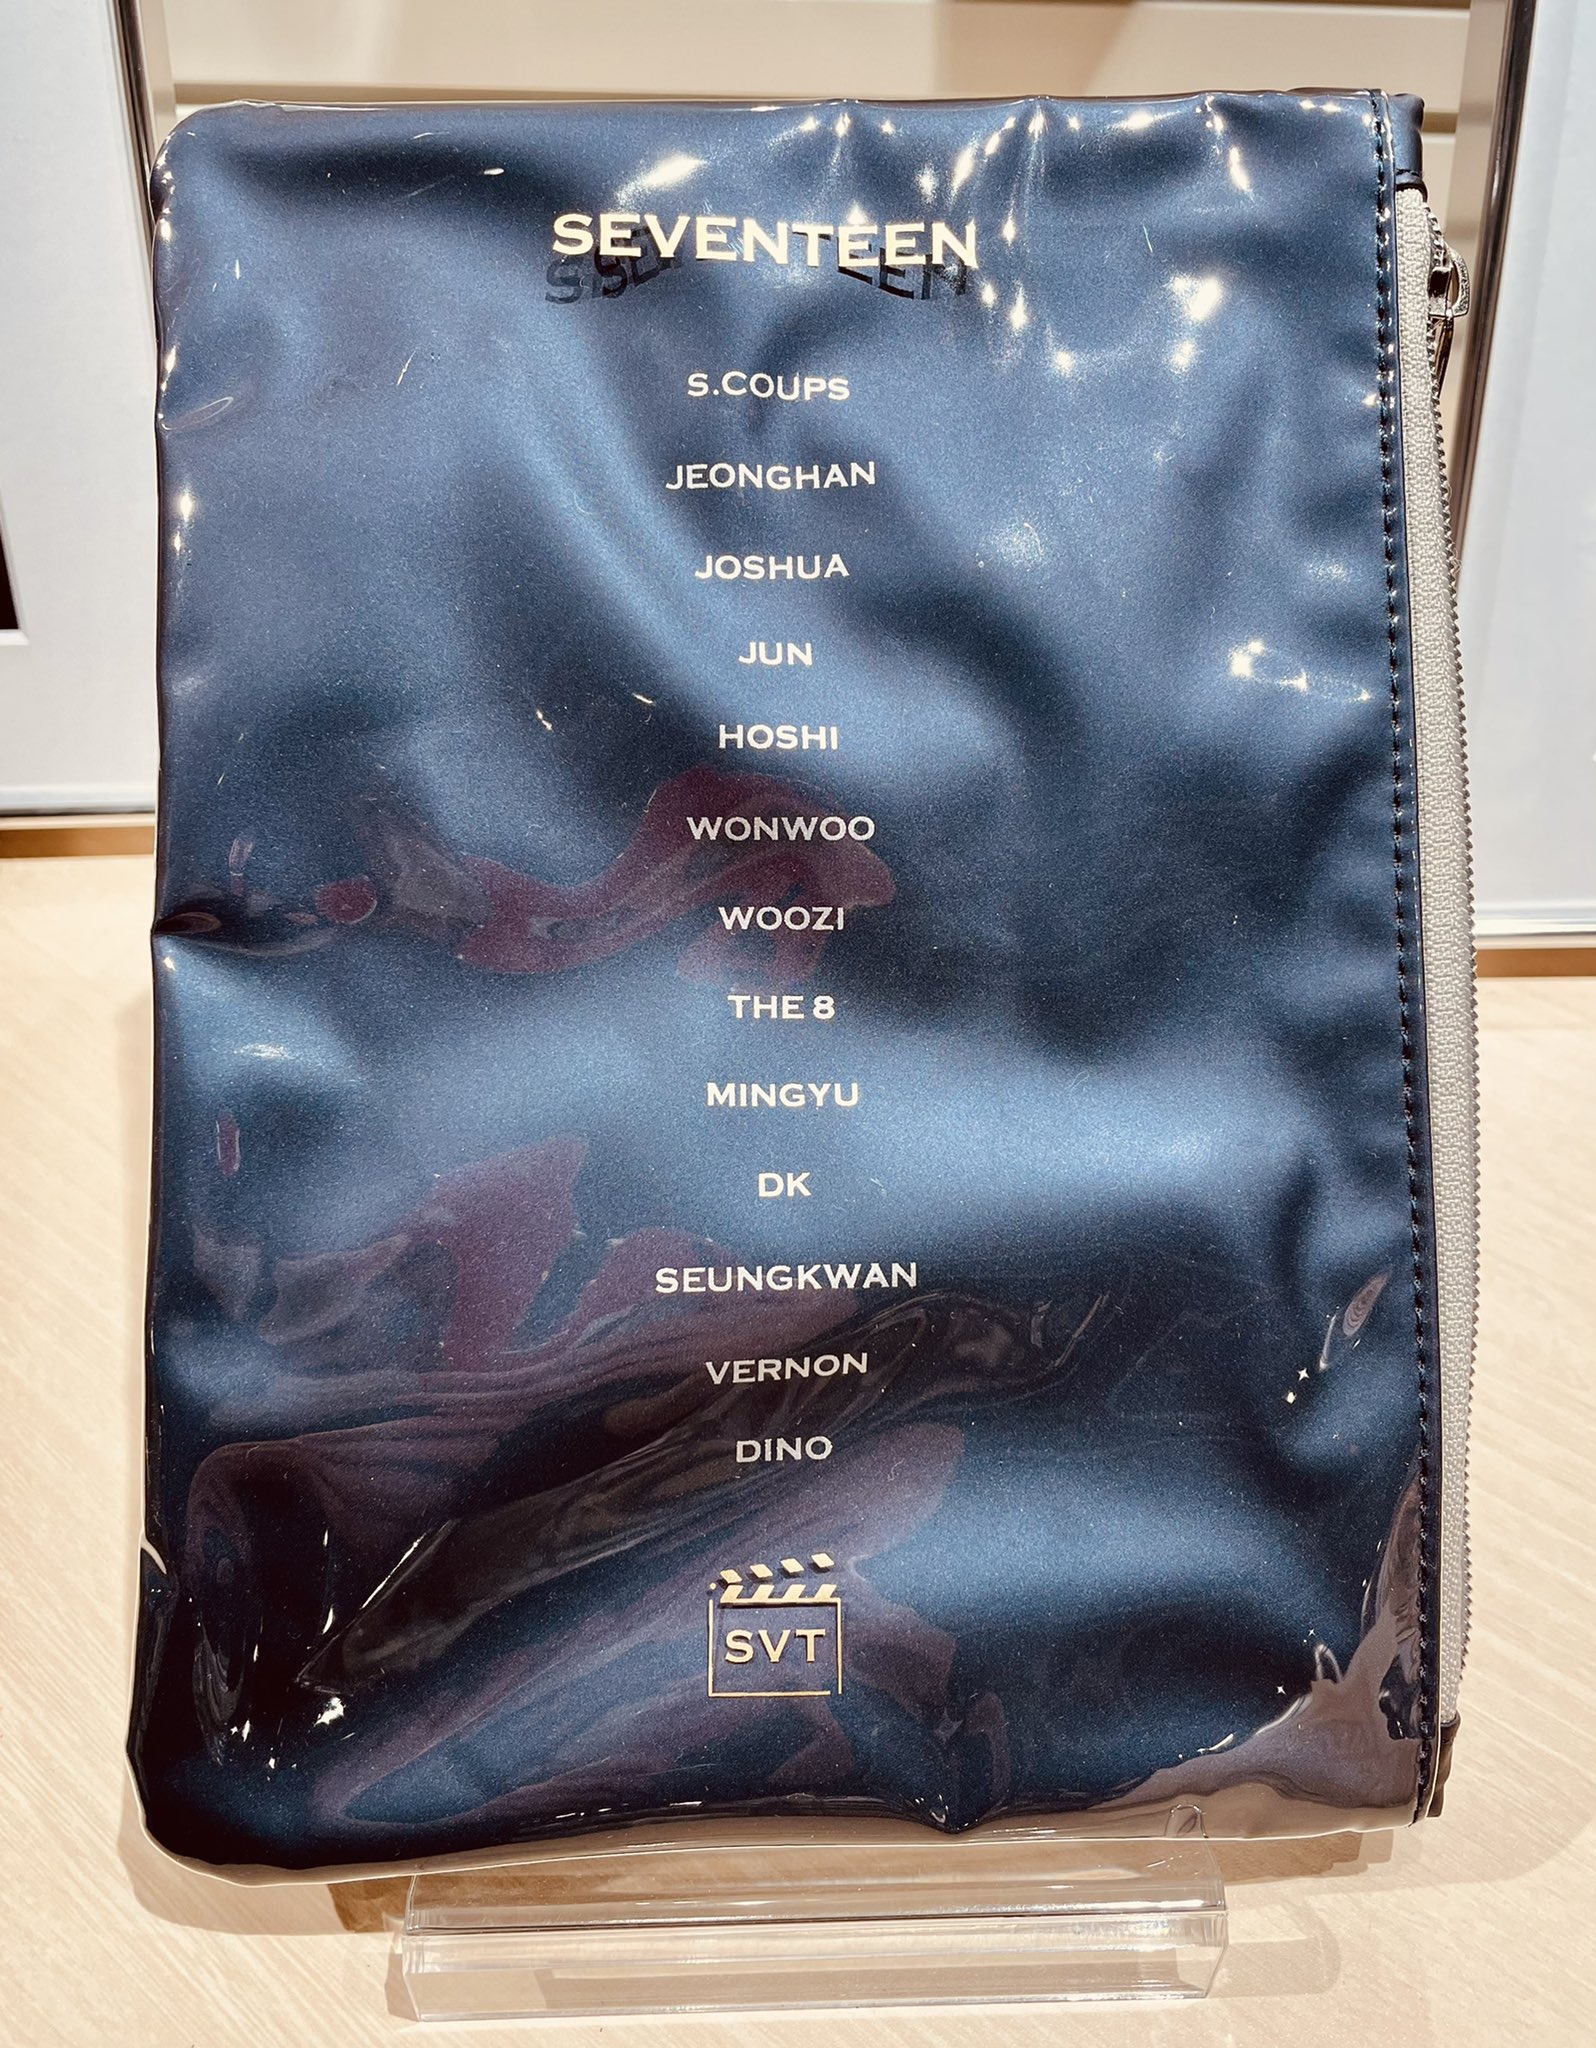 SEVENTEEN
S.COUPS
JEONGHAN
JOSHUA
JUN
HOSHI
WONWOO
WOOZI
THE 8
MINGYU
DK
SEUNGKWAN
VERNON
DINO
SVT